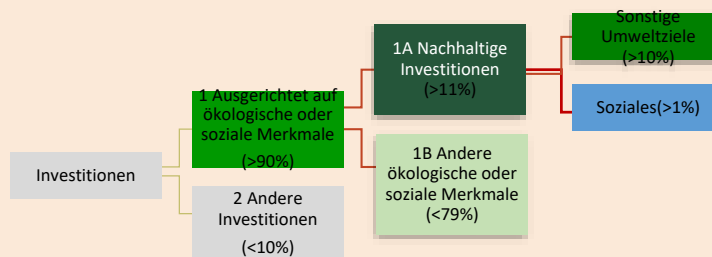 Investitionen
1 Ausgerichtet auf
ökologische oder
soziale Merkmale
(>90%)
2 Andere
Investitionen
(<10%)
1A Nachhaltige
Investitionen
(>11%)
1B Andere
ökologische oder
soziale Merkmale
(<79%)
Sonstige
Umweltziele
(>10%)
Soziales(>1%)